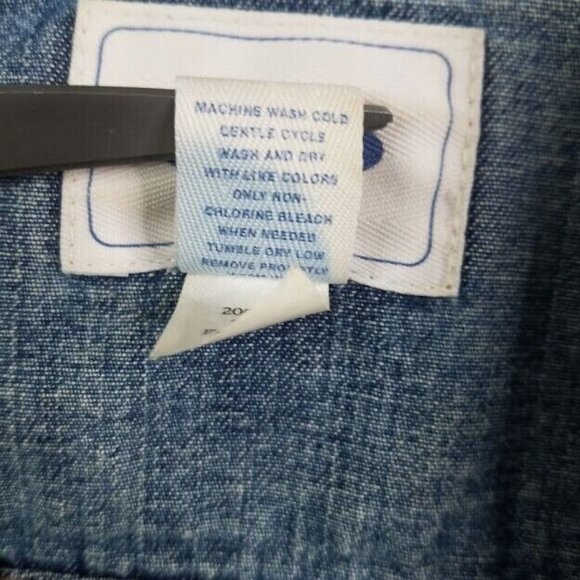 MACHINE WASH COLD
GENTLE CYCLE
WASH AND DRY
WITH LIKE COLORS
ONLY NON-
CHLORINE BLEACH
WHEN NEEDED
TUMBLE DRY LOW
REMOVE PROMPTLY